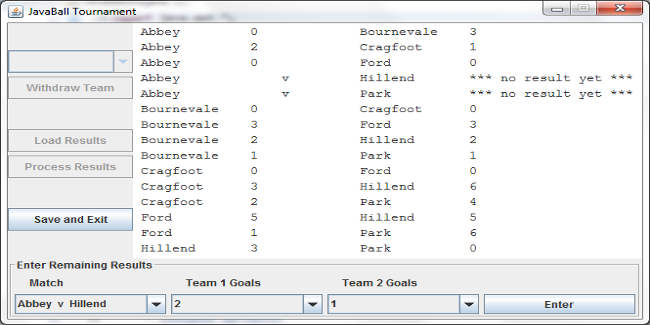 JavaBall Tournament
Abbey 0 Bournevale 3
Abbey 2 Cragfoot 1
Abbey 0 Ford 0
Abbey v Hillend *** no result yet ***
Abbey v Park *** no result yet ***
Bournevale 0 Cragfoot 0
Bournevale 3 Ford 3
Bournevale 2 Hillend 2
Bournevale 1 Park 1
Cragfoot 0 Ford 0
Cragfoot 3 Hillend 6
Cragfoot 2 Park 4
Ford 5 Hillend 5
Ford 1 Park 6
Hillend 3 Park 0
Withdraw Team
Load Results
Process Results
Save and Exit
Enter Remaining Results
Match Team 1 Goals Team 2 Goals
Abbey v Hillend 2 1 Enter